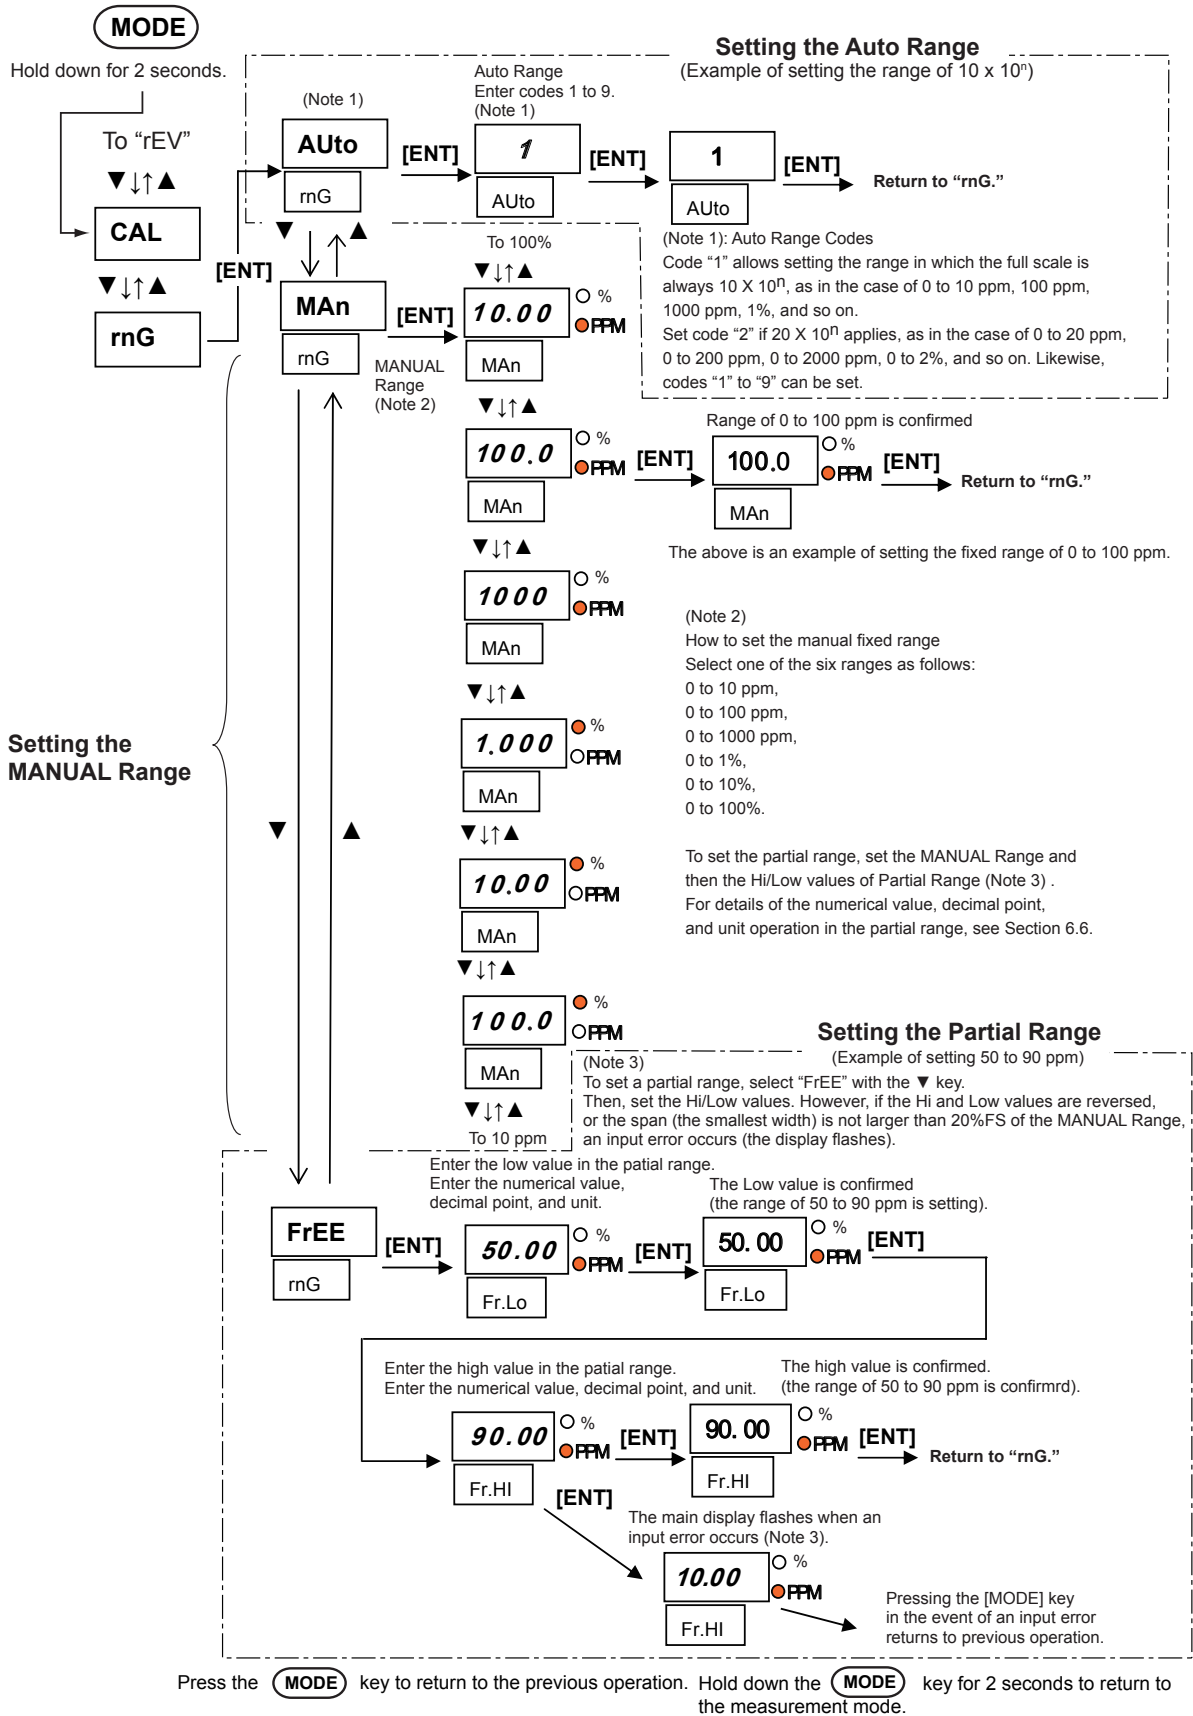 MODE
Hold down for 2 seconds.
To “rEV”
▼↓↑▲
CAL
▼↓↑▲
rnG
[ENT]
Setting the Auto Range
(Example of setting the range of 10 x 10ⁿ)
(Note 1)
AUto
rnG
[ENT]
Auto Range
Enter codes 1 to 9.
(Note 1)
1
AUto
[ENT]
1
AUto
[ENT]
Return to “rnG.”
(Note 1): Auto Range Codes
Code “1” allows setting the range in which the full scale is
always 10 X 10ⁿ, as in the case of 0 to 10 ppm, 100 ppm,
1000 ppm, 1%, and so on.
Set code “2” if 20 X 10ⁿ applies, as in the case of 0 to 20 ppm,
0 to 200 ppm, 0 to 2000 ppm, 0 to 2%, and so on. Likewise,
codes “1” to “9” can be set.
▼ ▲
MAn
rnG
[ENT]
MANUAL
Range
(Note 2)
To 100%
▼↓↑▲
10.00
%
PPM
MAn
▼↓↑▲
100.0
%
PPM
MAn
[ENT]
Range of 0 to 100 ppm is confirmed
100.0
%
PPM
MAn
[ENT]
Return to “rnG.”
The above is an example of setting the fixed range of 0 to 100 ppm.
▼↓↑▲
1000
%
PPM
MAn
▼↓↑▲
1.000
%
PPM
MAn
▼↓↑▲
10.00
%
PPM
MAn
▼↓↑▲
100.0
%
PPM
MAn
▼↓↑▲
To 10 ppm
(Note 2)
How to set the manual fixed range
Select one of the six ranges as follows:
0 to 10 ppm,
0 to 100 ppm,
0 to 1000 ppm,
0 to 1%,
0 to 10%,
0 to 100%.
To set the partial range, set the MANUAL Range and
then the Hi/Low values of Partial Range (Note 3) .
For details of the numerical value, decimal point,
and unit operation in the partial range, see Section 6.6.
Setting the
MANUAL Range
▼ ▲
Setting the Partial Range
(Example of setting 50 to 90 ppm)
(Note 3)
To set a partial range, select “FrEE” with the ▼ key.
Then, set the Hi/Low values. However, if the Hi and Low values are reversed,
or the span (the smallest width) is not larger than 20%FS of the MANUAL Range,
an input error occurs (the display flashes).
FrEE
rnG
[ENT]
Enter the low value in the patial range.
Enter the numerical value,
decimal point, and unit.
50.00
%
PPM
Fr.Lo
[ENT]
The Low value is confirmed
(the range of 50 to 90 ppm is setting).
50. 00
%
PPM
Fr.Lo
[ENT]
Enter the high value in the patial range.
Enter the numerical value, decimal point, and unit.
90.00
%
PPM
Fr.HI
[ENT]
The high value is confirmed.
(the range of 50 to 90 ppm is confirmrd).
90. 00
%
PPM
Fr.HI
[ENT]
Return to “rnG.”
[ENT]
The main display flashes when an
input error occurs (Note 3).
10.00
%
PPM
Fr.HI
Pressing the [MODE] key
in the event of an input error
returns to previous operation.
Press the MODE key to return to the previous operation.
Hold down the MODE key for 2 seconds to return to
the measurement mode.